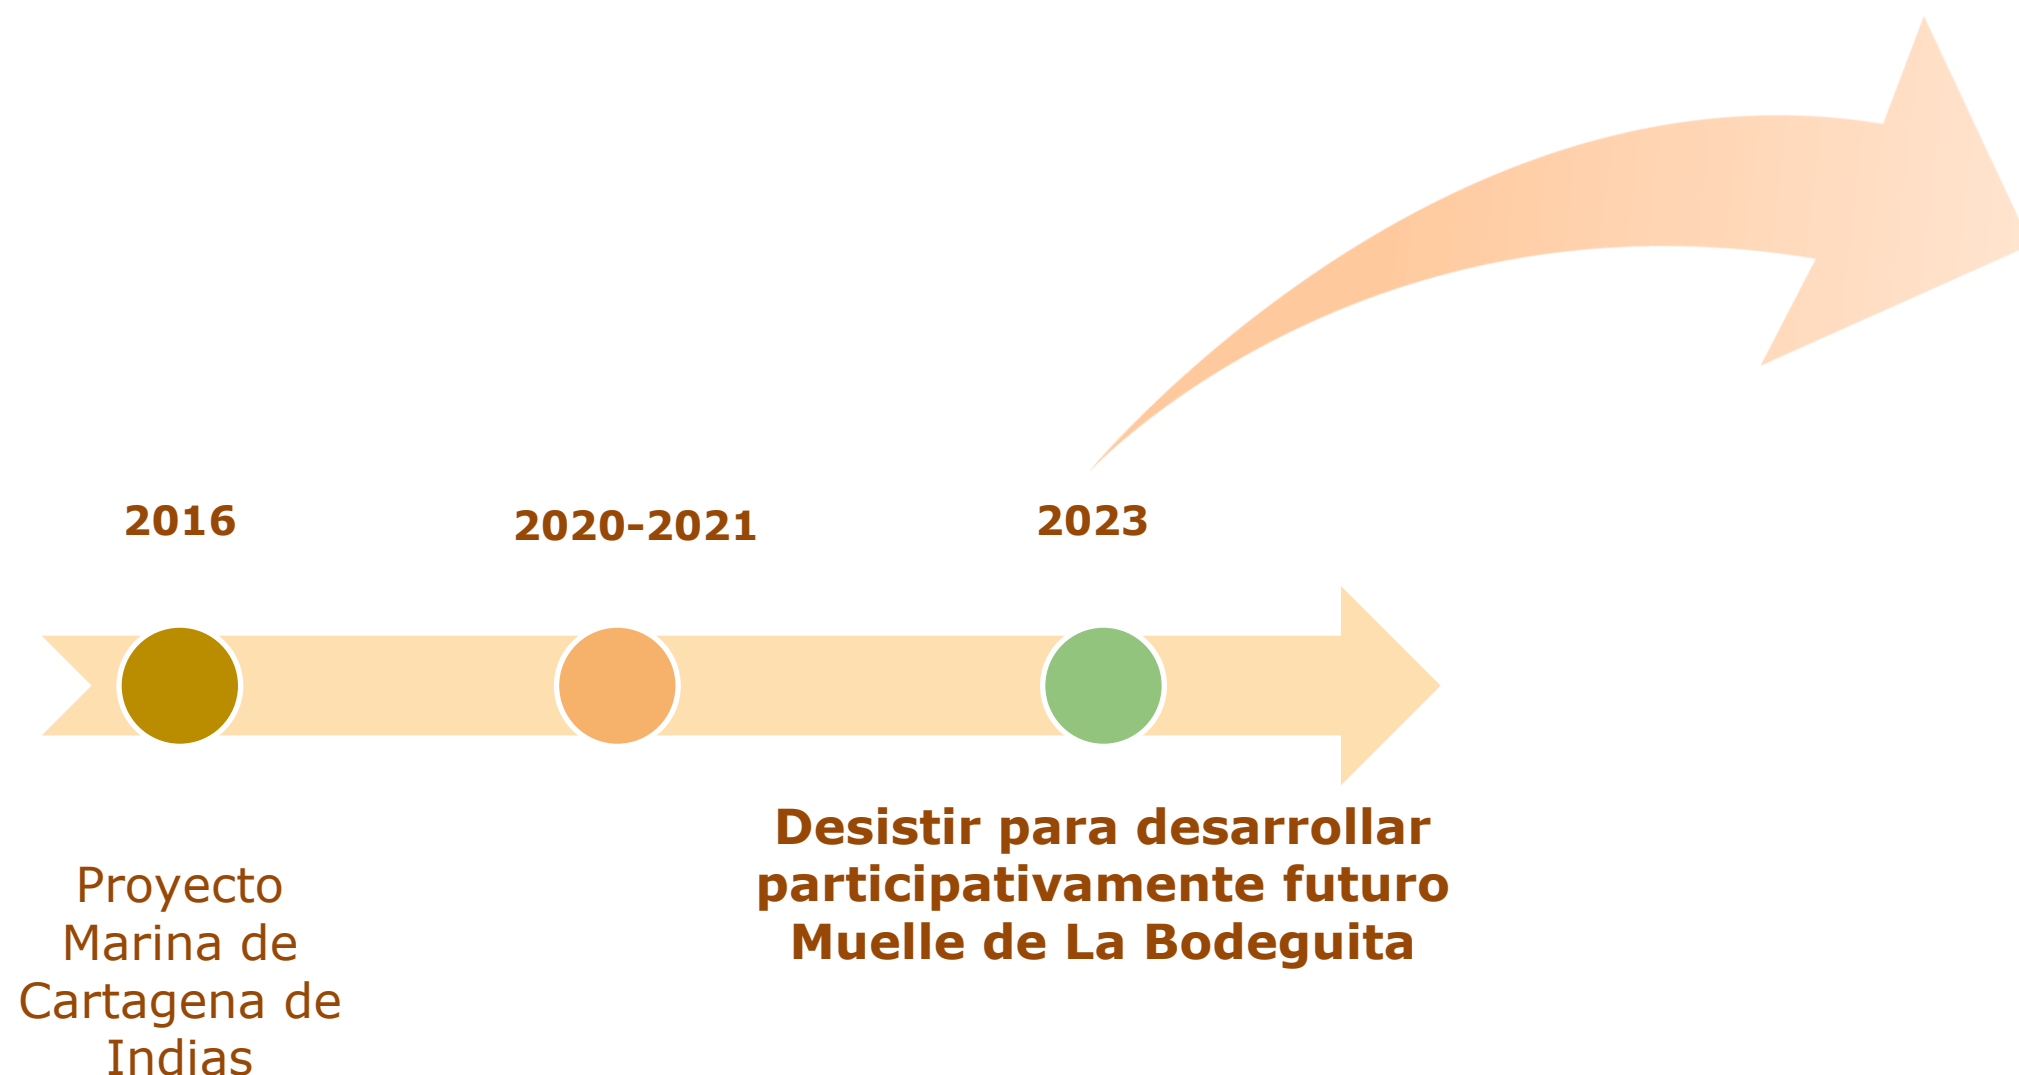 2016
2020-2021
2023
Proyecto
Marina de
Cartagena de
Indias
Desistir para desarrollar
participativamente futuro
Muelle de La Bodeguita